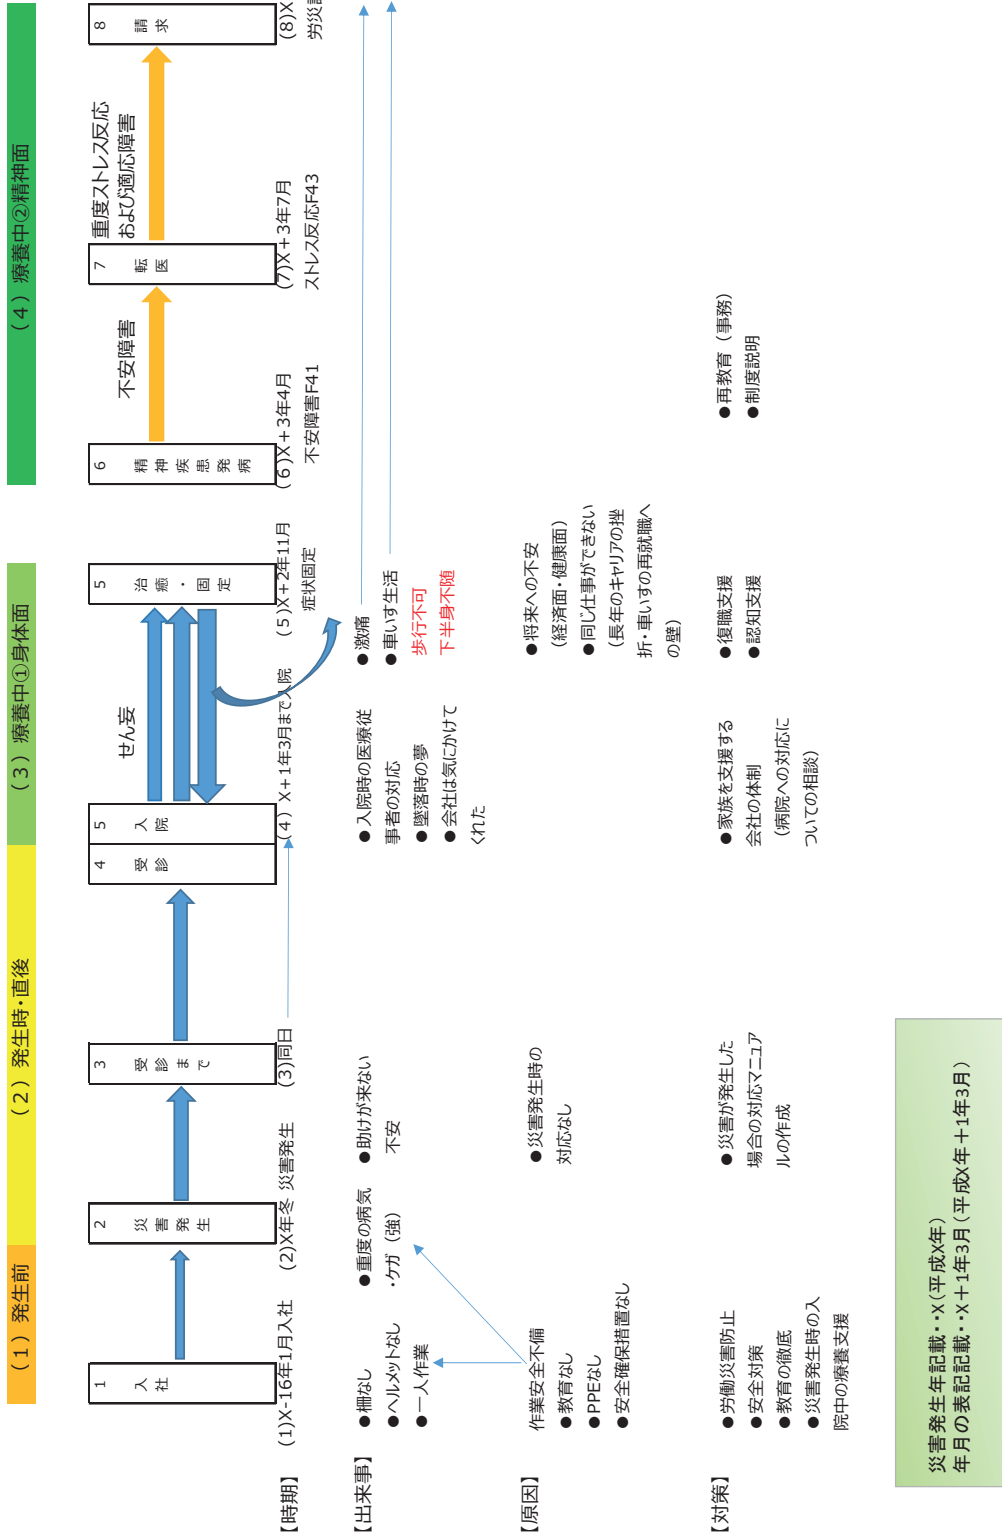 (1) 発生前
(2) 発生時・直後
(3) 療養中①身体面
(4) 療養中②精神面
1
入社
2
災害発生
3
受診まで
4
受診
5
入院
せん妄
5
治癒・固定
6
精神疾患発病
不安障害
7
転医
重度ストレス反応
および適応障害
8
請求
【時期】
(1)X-16年1月入社
(2)X年冬 災害発生
(3)同日
(4) X+1年3月まで入院
(5)X+2年11月
症状固定
(6)X+3年4月
不安障害F41
(7)X+3年7月
ストレス反応F43
(8)X
労災
【出来事】
●柵なし
●ヘルメットなし
●一人作業
●重度の病気
・ケガ(強)
●助けが来ない
不安
●入院時の医療従
事者の対応
●墜落時の夢
●会社は気にかけて
くれた
●激痛
●車いす生活
歩行不可
下半身不随
【原因】
作業安全不備
●教育なし
●PPEなし
●安全確保措置なし
●災害発生時の
対応なし
●将来への不安
(経済面・健康面)
●同じ仕事ができない
(長年のキャリアの挫
折・車いすの再就職へ
の壁)
【対策】
●労働災害防止
●安全対策
●教育の徹底
●災害発生時の入
院中の療養支援
●災害が発生した
場合の対応マニュア
ルの作成
●家族を支援する
会社の体制
(病院への対応に
ついての相談)
●復職支援
●認知支援
●再教育(事務)
●制度説明
災害発生年記載・・X(平成X年)
年月の表記記載・・X+1年3月(平成X年+1年3月)